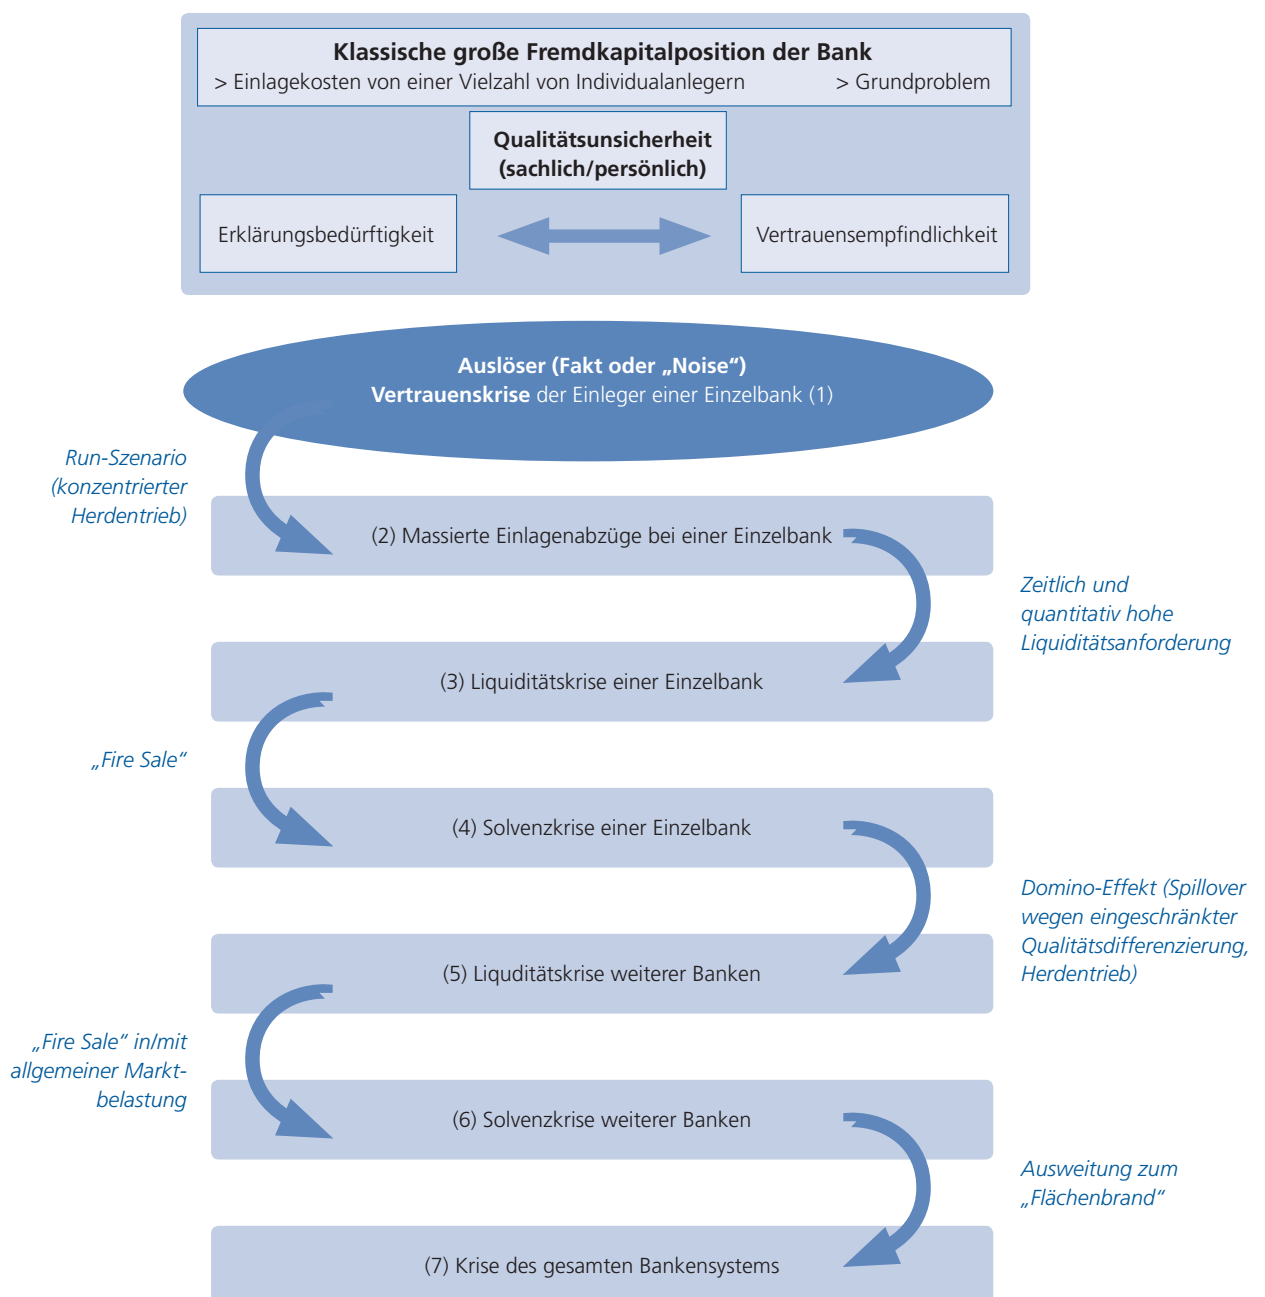 Klassische große Fremdkapitalposition der Bank
> Einlagekosten von einer Vielzahl von Individualanlegern > Grundproblem
Qualitätsunsicherheit
(sachlich/persönlich)
Erklärungsbedürftigkeit
Vertrauensempfindlichkeit
Auslöser (Fakt oder „Noise“)
Vertrauenskrise der Einleger einer Einzelbank (1)
Run-Szenario
(konzentrierter
Herdentrieb)
(2) Massierte Einlagenabzüge bei einer Einzelbank
Zeitlich und
quantitativ hohe
Liquiditätsanforderung
(3) Liquiditätskrise einer Einzelbank
„Fire Sale“
(4) Solvenzkrise einer Einzelbank
Domino-Effekt (Spillover
wegen eingeschränkter
Qualitätsdifferenzierung,
Herdentrieb)
(5) Liquditätskrise weiterer Banken
„Fire Sale“ in/mit
allgemeiner Markt-
belastung
(6) Solvenzkrise weiterer Banken
Ausweitung zum
„Flächenbrand“
(7) Krise des gesamten Bankensystems